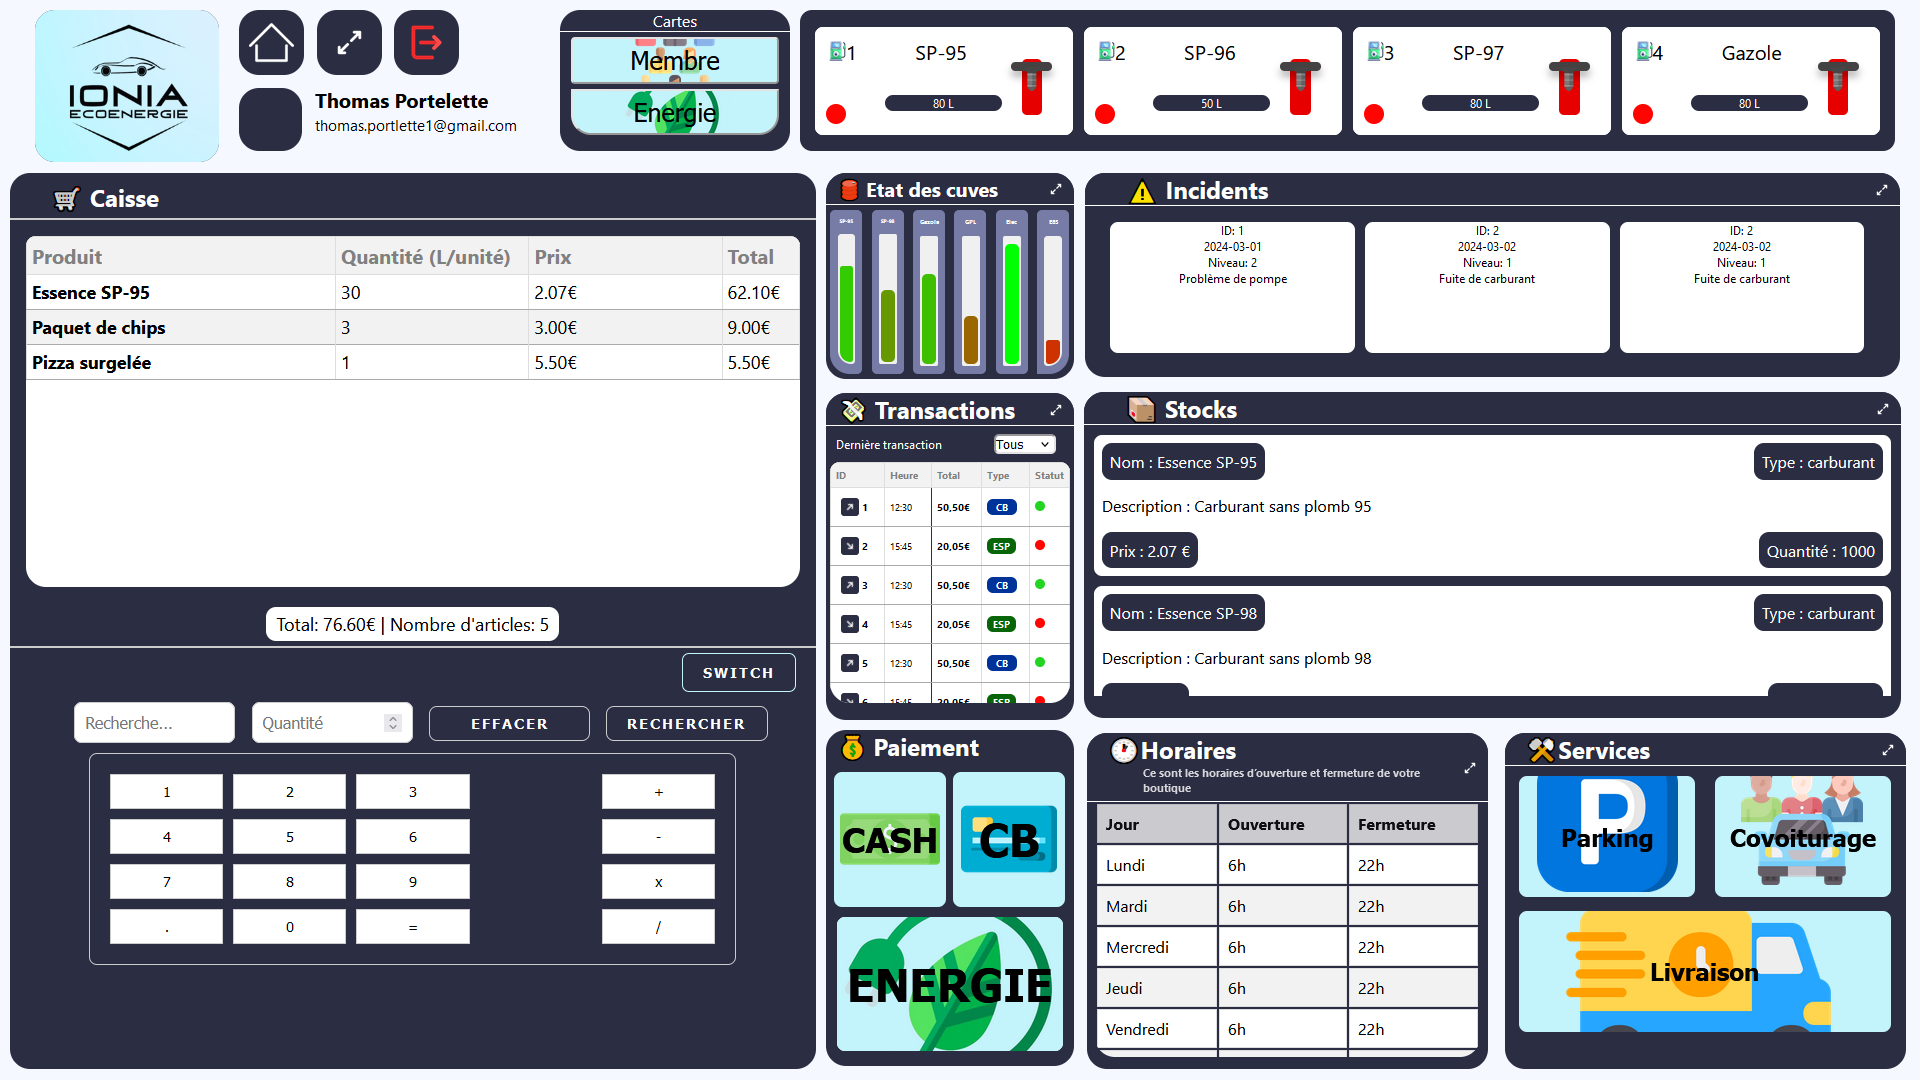 IONIA
ECOENERGIE
Thomas Portelette
thomas.portlette1@gmail.com
Cartes
Membre
Energie
1
SP-95
80 L
2
SP-96
50 L
3
SP-97
80 L
4
Gazole
80 L
Caisse
Produit Quantité (L/unité) Prix Total
Essence SP-95 30 2.07€ 62.10€
Paquet de chips 3 3.00€ 9.00€
Pizza surgelée 1 5.50€ 5.50€
Total: 76.60€ | Nombre d'articles: 5
SWITCH
Recherche... Quantité EFFACER RECHERCHER
1 2 3 +
4 5 6 -
7 8 9 x
. 0 = /
Etat des cuves
SP-95 SP-98 Gazole GPL Elec E85
Transactions
Dernière transaction Tous
ID Heure Total Type Statut
1 12:30 50,50€ CB
2 15:45 20,05€ ESP
3 12:30 50,50€ CB
4 15:45 20,05€ ESP
5 12:30 50,50€ CB
6 15:45 20,05€ ESP
Paiement
CASH
CB
ENERGIE
Incidents
ID: 1
2024-03-01
Niveau: 2
Problème de pompe
ID: 2
2024-03-02
Niveau: 1
Fuite de carburant
ID: 2
2024-03-02
Niveau: 1
Fuite de carburant
Stocks
Nom : Essence SP-95 Type : carburant
Description : Carburant sans plomb 95
Prix : 2.07 € Quantité : 1000
Nom : Essence SP-98 Type : carburant
Description : Carburant sans plomb 98
Horaires
Ce sont les horaires d'ouverture et fermeture de votre
boutique
Jour Ouverture Fermeture
Lundi 6h 22h
Mardi 6h 22h
Mercredi 6h 22h
Jeudi 6h 22h
Vendredi 6h 22h
Services
P
Parking
Covoiturage
Livraison